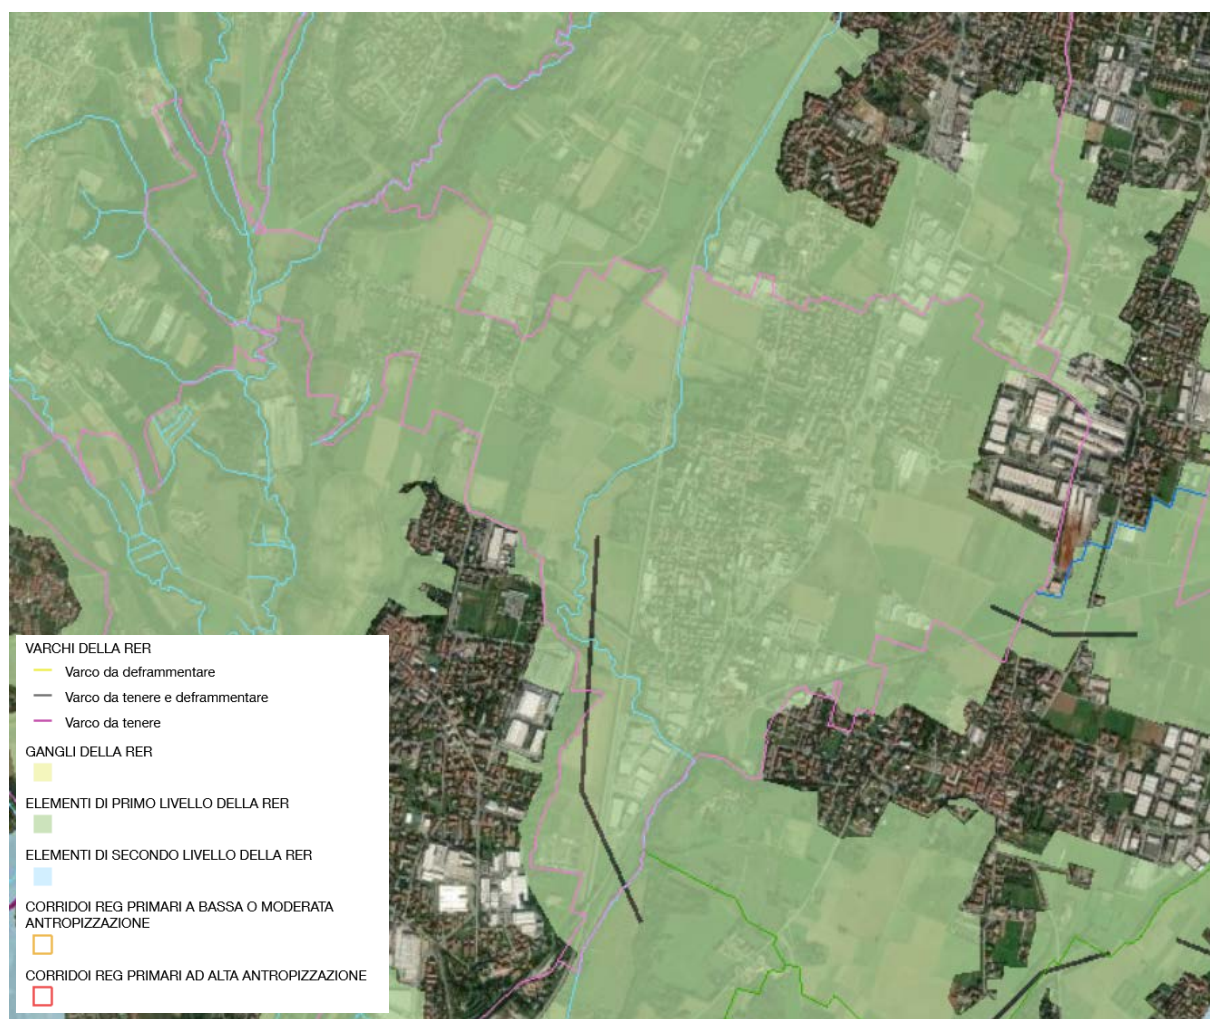 VARCHI DELLA RER
Varco da deframmentare
Varco da tenere e deframmentare
Varco da tenere
GANGLI DELLA RER
ELEMENTI DI PRIMO LIVELLO DELLA RER
ELEMENTI DI SECONDO LIVELLO DELLA RER
CORRIDOI REG PRIMARI A BASSA O MODERATA
ANTROPIZZAZIONE
CORRIDOI REG PRIMARI AD ALTA ANTROPIZZAZIONE